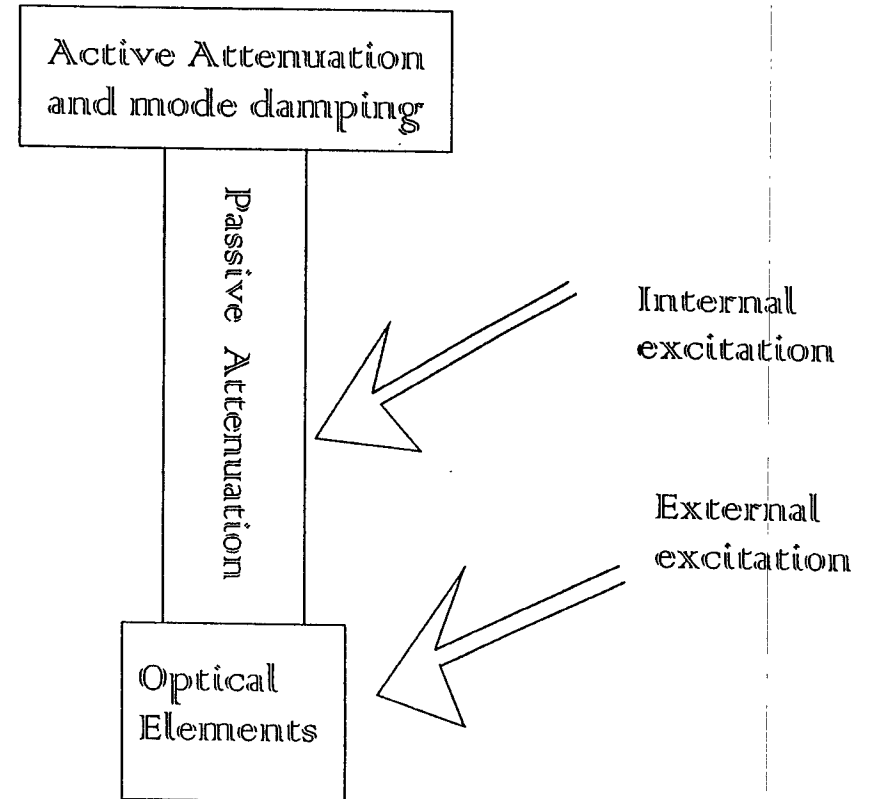 Active Attenuation
and mode damping
Passive Attenuation
Internal
excitation
External
excitation
Optical
Elements